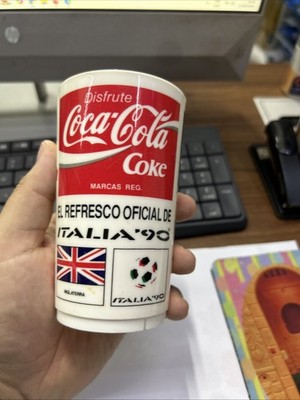 Disfrute
Coca-Cola
Coke
MARCAS REG.
EL REFRESCO OFICIAL DE
ITALIA'90
INGLATERRA
ITALIA'90